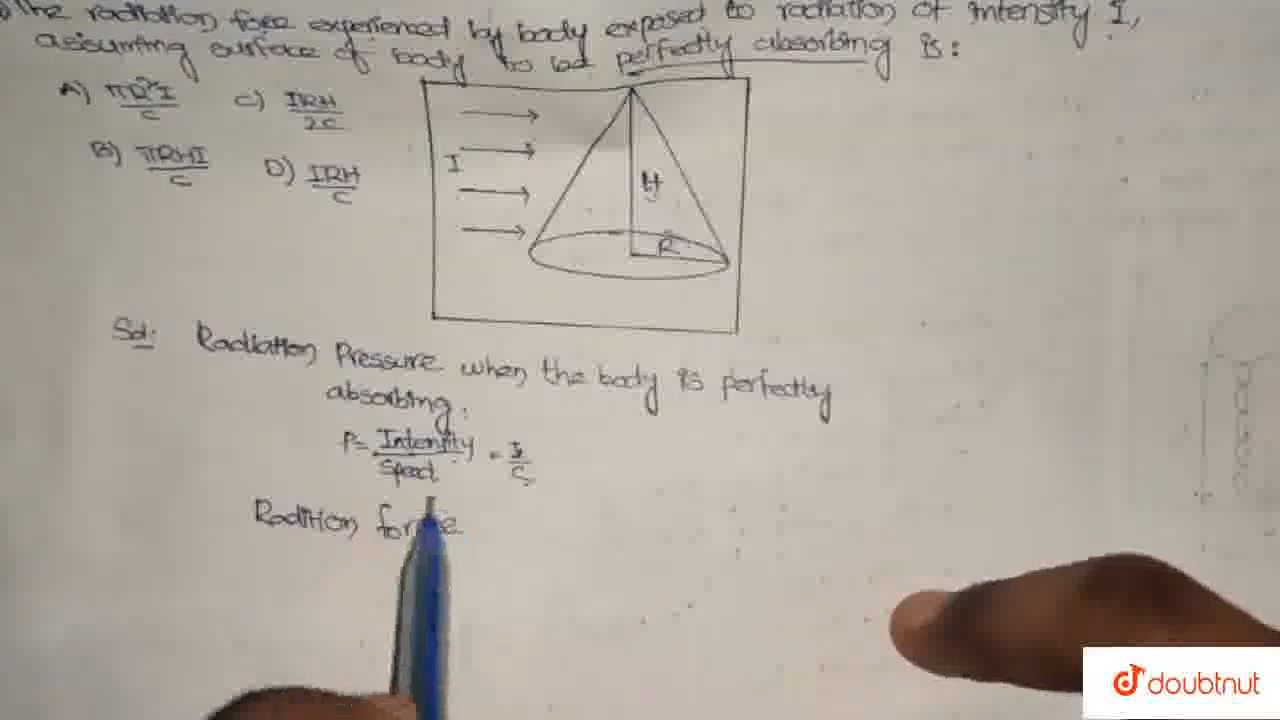 The radiation force experienced by body exposed to radiation of intensity I,
assuming surface of body to be perfectly absorbing is:
A) πR²I/C C) IRH/2C
B) πRHI/C D) IRH/C
I
H
R
Sol: Radiation Pressure when the body is perfectly
absorbing.
P = Intensity/Speed = I/C
Radition force
doubtnut